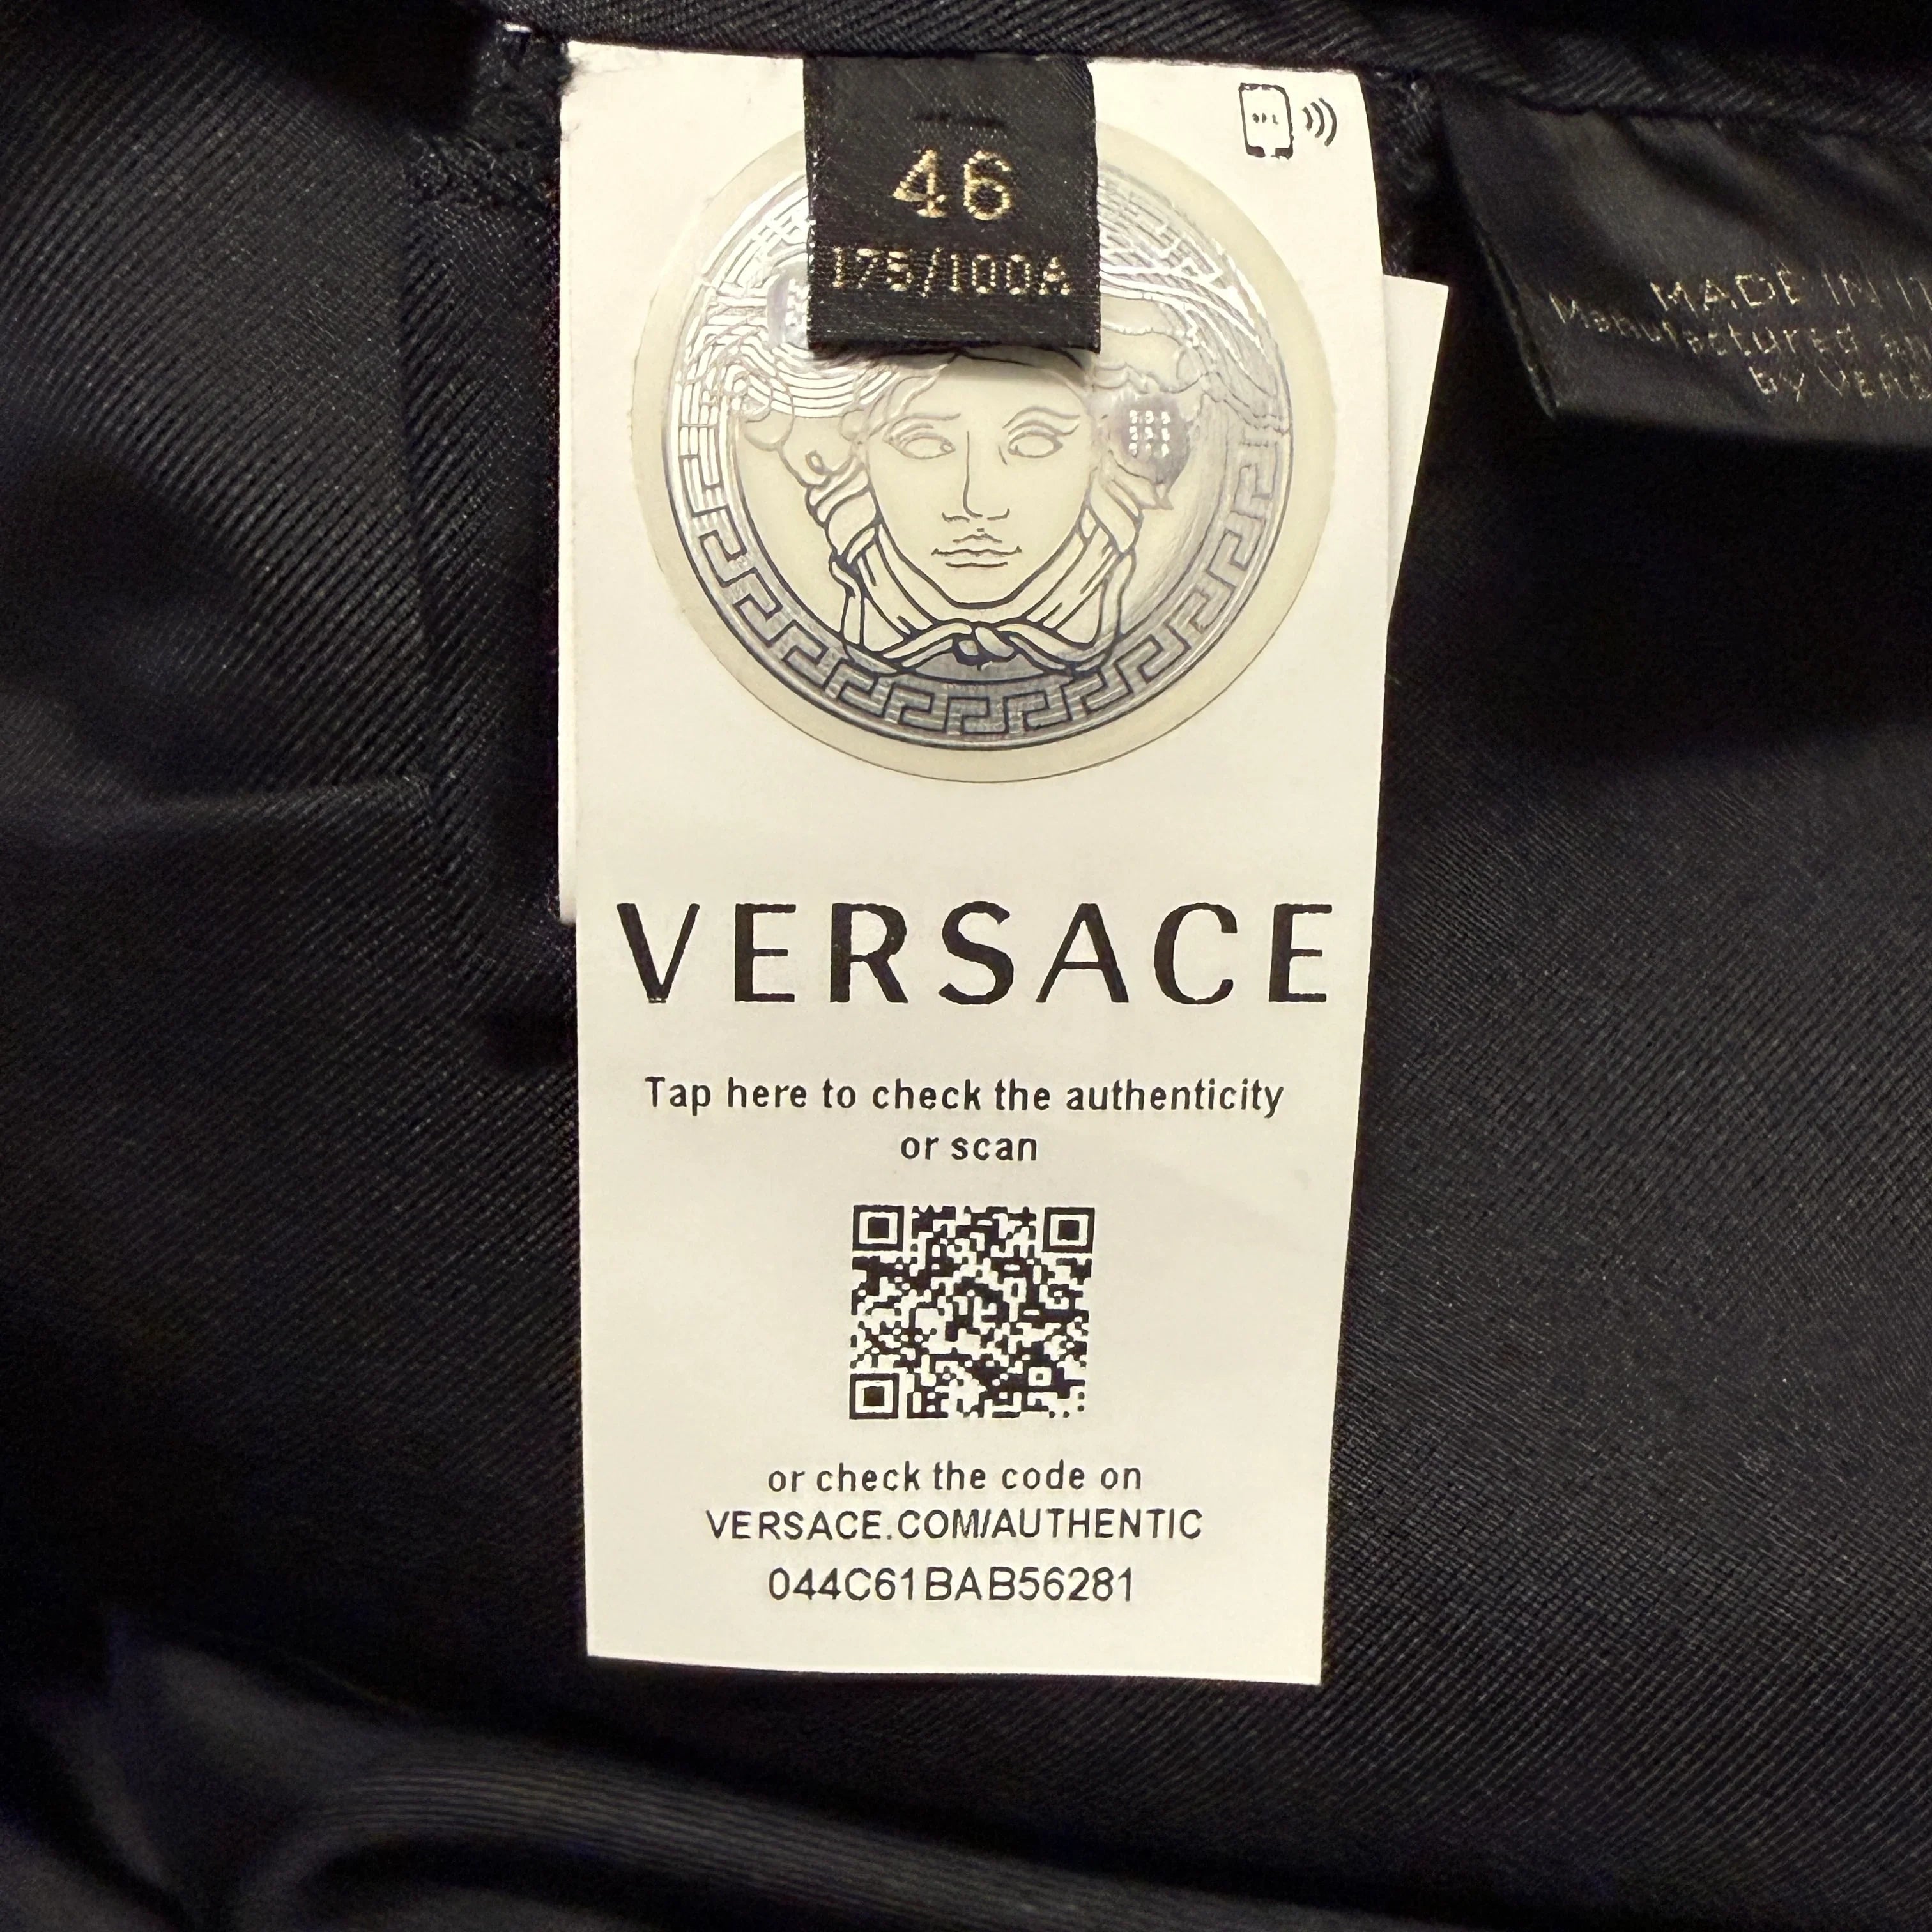 46
175/100A
MADE IN
Manufactured
by
VERSACE
Tap here to check the authenticity
or scan
or check the code on
VERSACE.COM/AUTHENTIC
044C61BAB56281